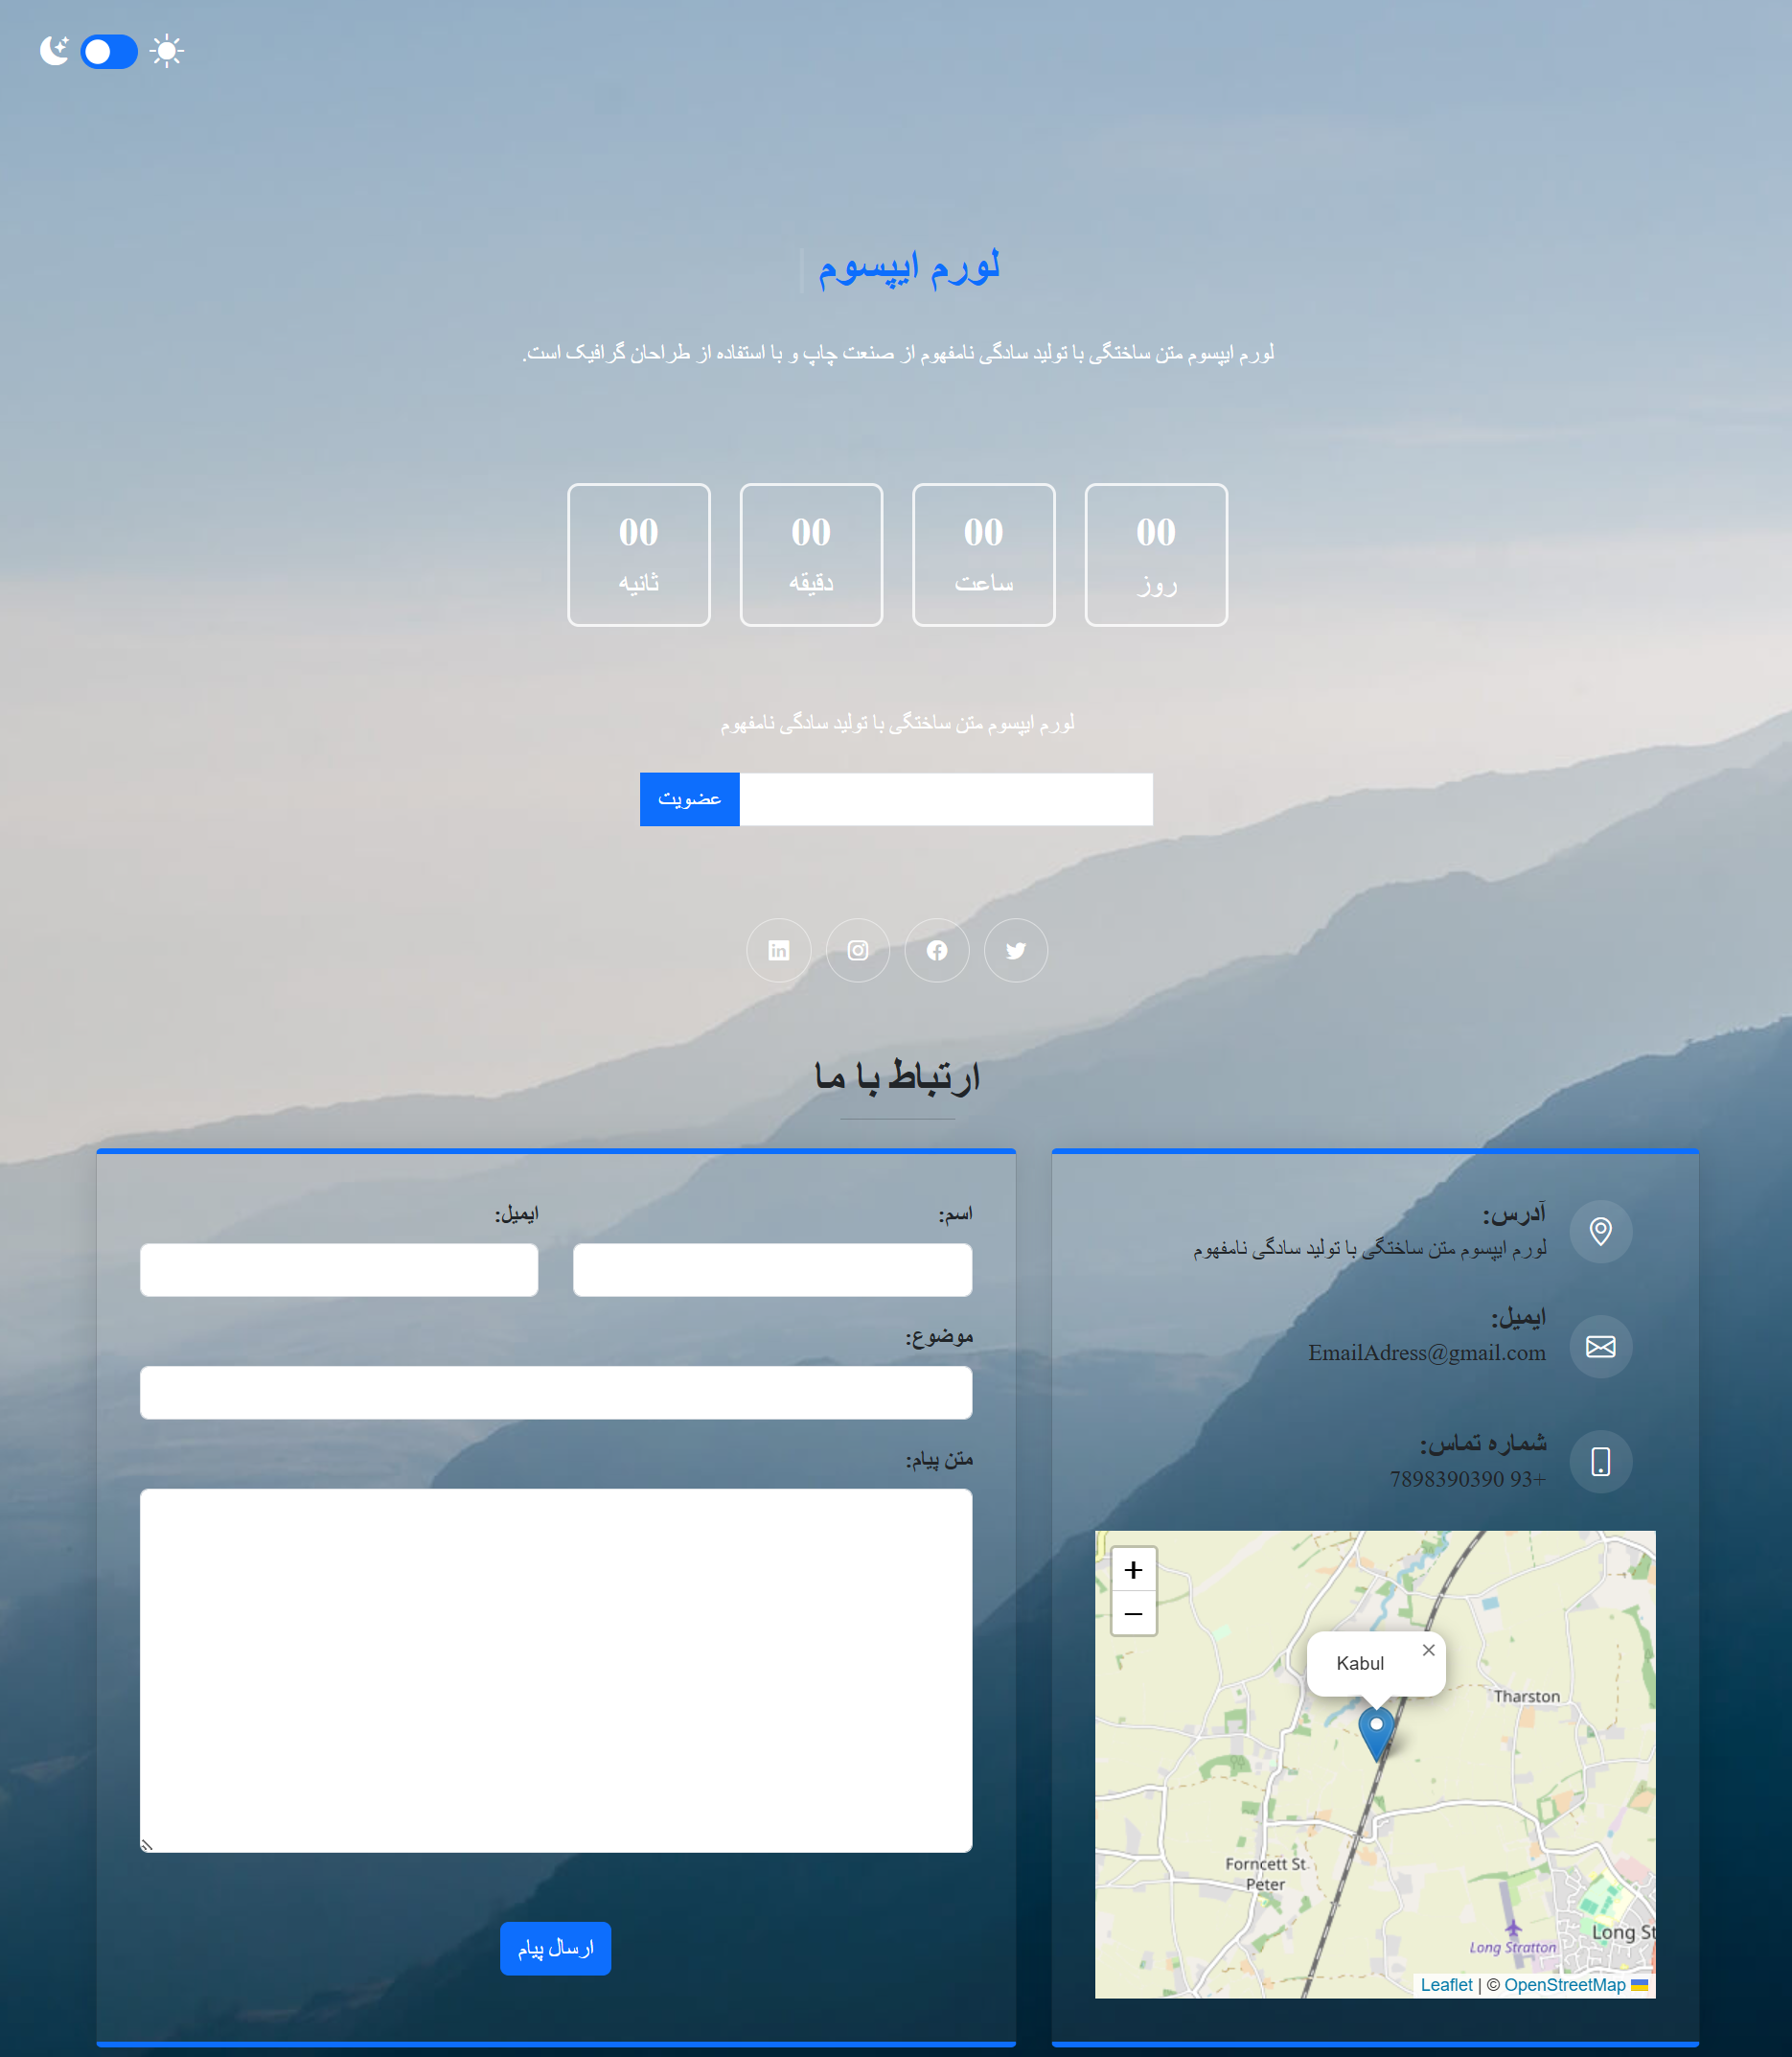 لورم ایپسوم
لورم ایپسوم متن ساختگی با تولید سادگی نامفهوم از صنعت چاپ و با استفاده از طراحان گرافیک است.
00
روز
00
ساعت
00
دقیقه
00
ثانیه
لورم ایپسوم متن ساختگی با تولید سادگی نامفهوم
عضویت
ارتباط با ما
آدرس:
لورم ایپسوم متن ساختگی با تولید سادگی نامفهوم
ایمیل:
EmailAdress@gmail.com
شماره تماس:
7898390390 93+
+
−
Kabul ×
Tharston
Forncett St
Peter
Long Stratton
Long St
Leaflet | © OpenStreetMap
اسم:
ایمیل:
موضوع:
متن پیام:
ارسال پیام